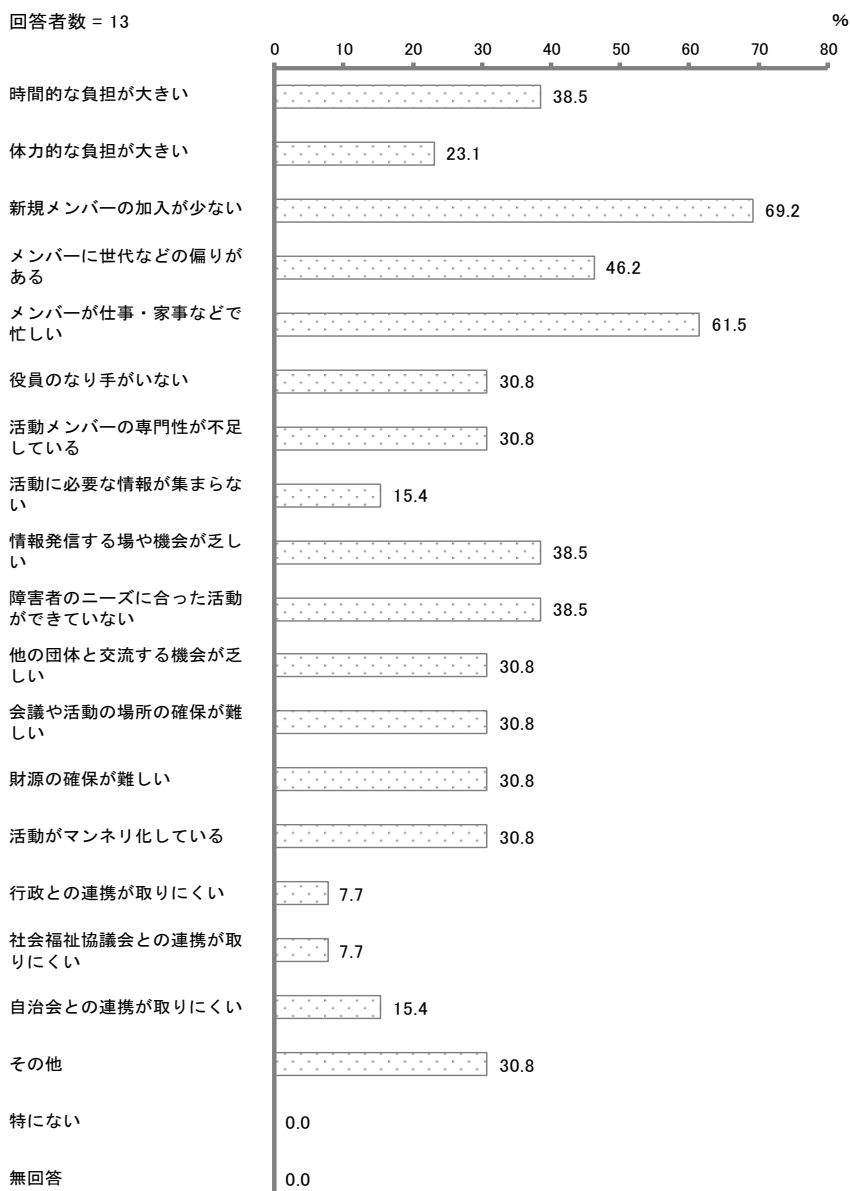 回答者数 = 13
%
0 10 20 30 40 50 60 70 80
時間的な負担が大きい 38.5
体力的な負担が大きい 23.1
新規メンバーの加入が少ない 69.2
メンバーに世代などの偏りが
ある 46.2
メンバーが仕事・家事などで
忙しい 61.5
役員のなり手がいない 30.8
活動メンバーの専門性が不足
している 30.8
活動に必要な情報が集まらな
い 15.4
情報発信する場や機会が乏し
い 38.5
障害者のニーズに合った活動
ができていない 38.5
他の団体と交流する機会が乏
しい 30.8
会議や活動の場所の確保が難
しい 30.8
財源の確保が難しい 30.8
活動がマンネリ化している 30.8
行政との連携が取りにくい 7.7
社会福祉協議会との連携が取
りにくい 7.7
自治会との連携が取りにくい 15.4
その他 30.8
特にない 0.0
無回答 0.0